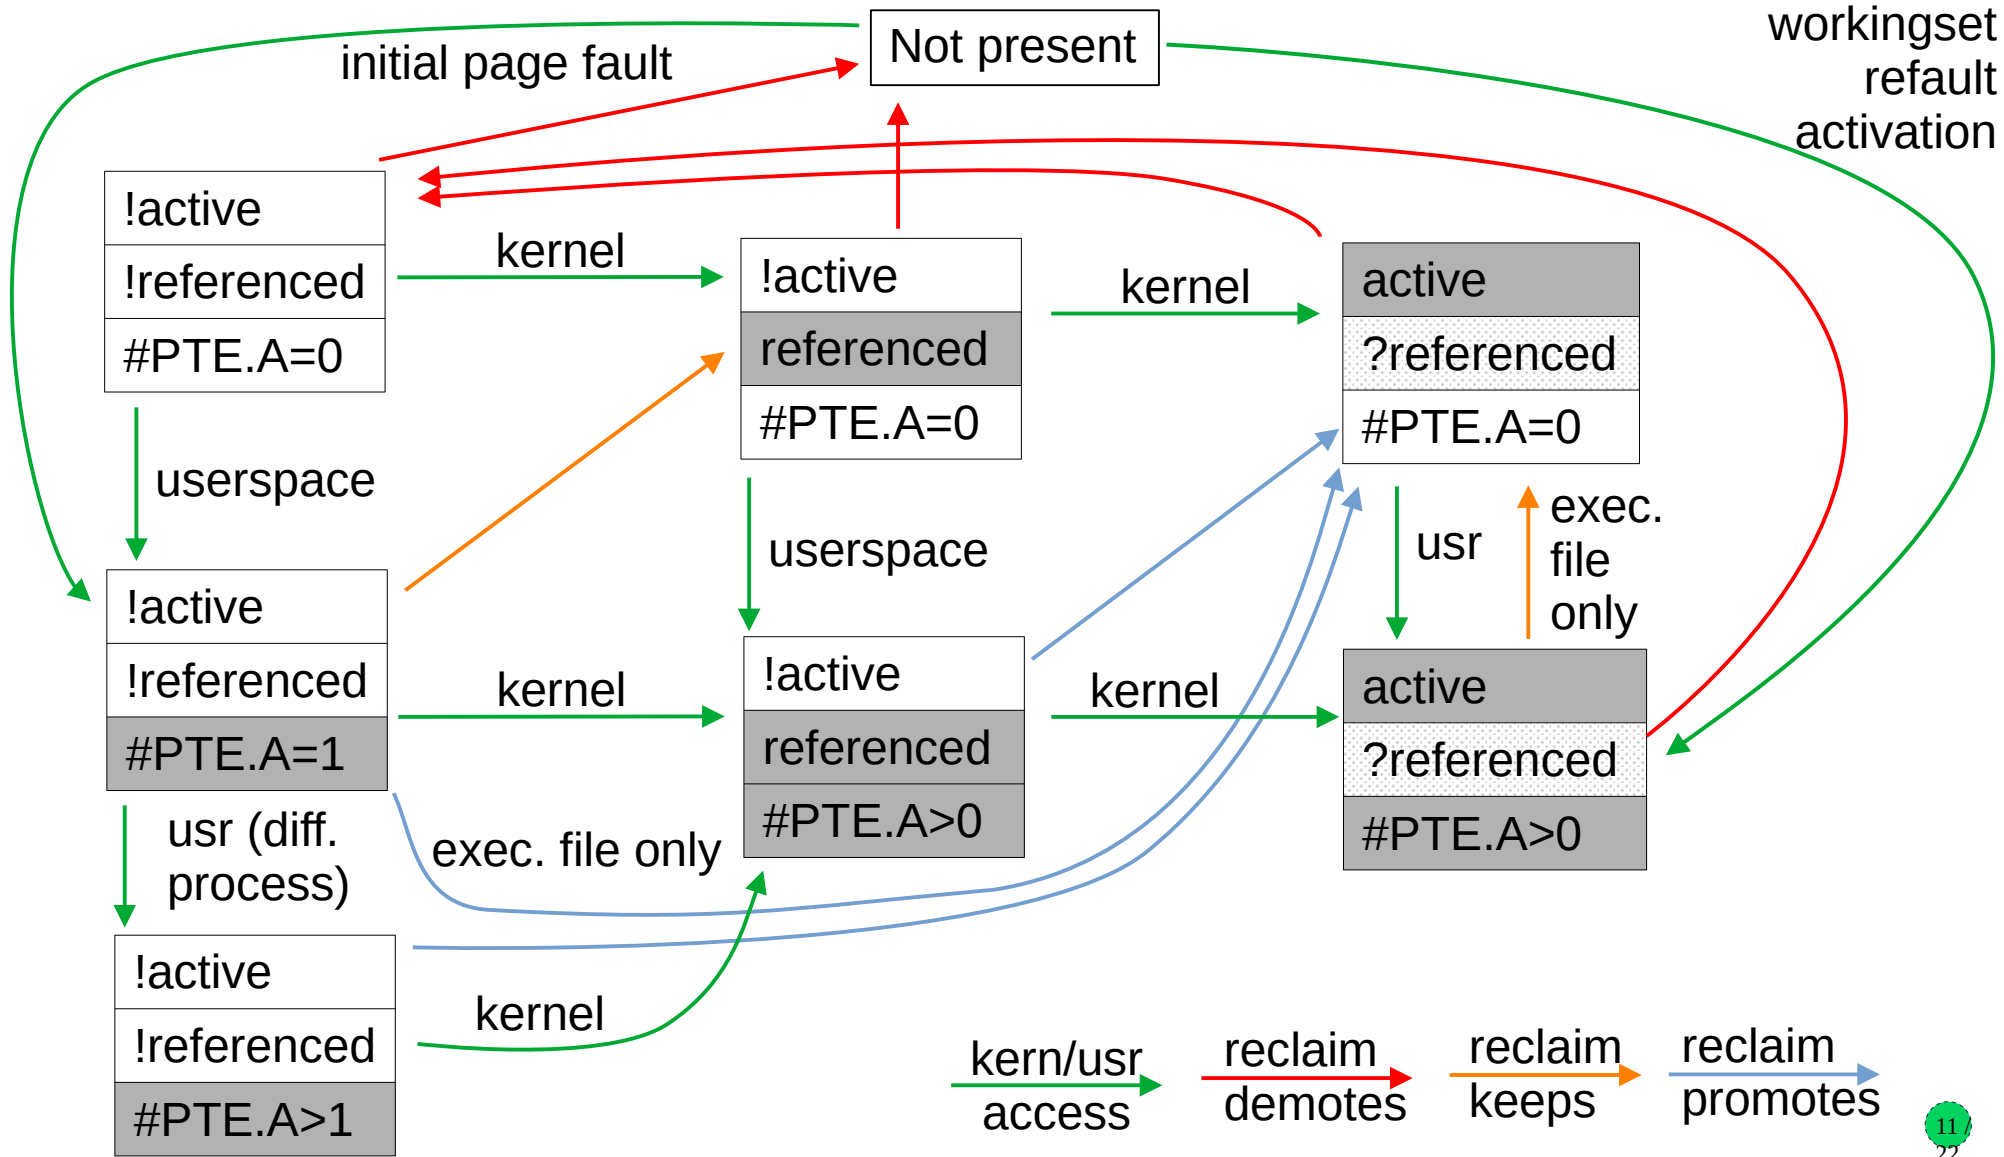 Not present
initial page fault
workingset
refault
activation
!active
!referenced
#PTE.A=0
kernel
!active
referenced
#PTE.A=0
kernel
active
?referenced
#PTE.A=0
userspace
userspace
usr
exec.
file
only
!active
!referenced
#PTE.A=1
kernel
!active
referenced
#PTE.A>0
kernel
active
?referenced
#PTE.A>0
usr (diff.
process)
exec. file only
!active
!referenced
#PTE.A>1
kernel
kern/usr
access
reclaim
demotes
reclaim
keeps
reclaim
promotes
11 /
22